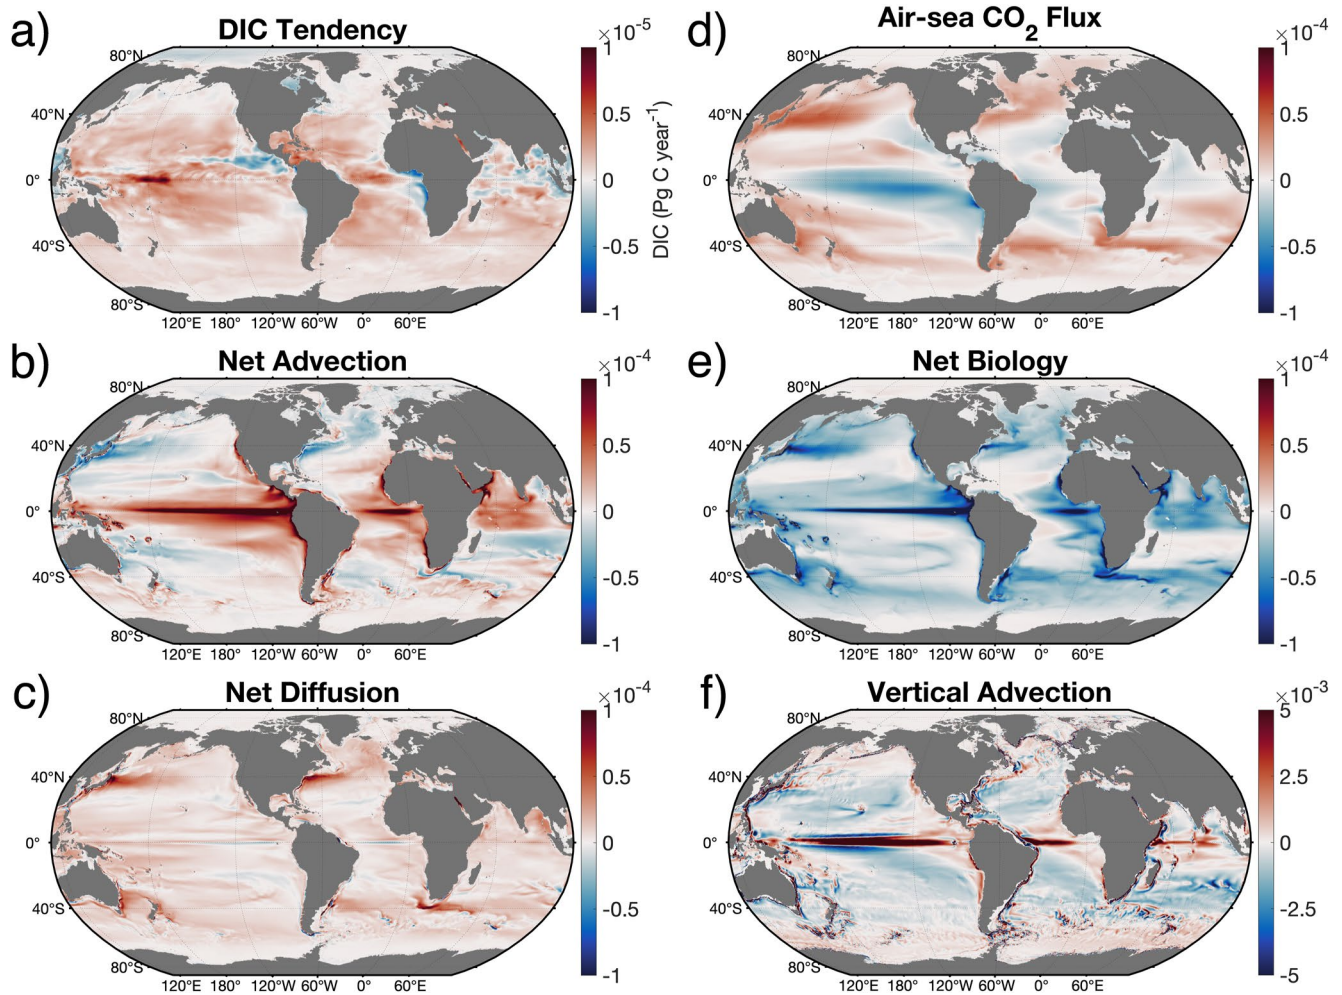 a)
DIC Tendency
×10⁻⁵
80°N
40°N
0°
40°S
80°S
120°E 180° 120°W 60°W 0° 60°E
1
0.5
0
-0.5
-1
DIC (Pg C year⁻¹)
d)
Air-sea CO₂ Flux
×10⁻⁴
80°N
40°N
0°
40°S
80°S
120°E 180° 120°W 60°W 0° 60°E
1
0.5
0
-0.5
-1
b)
Net Advection
×10⁻⁴
80°N
40°N
0°
40°S
80°S
120°E 180° 120°W 60°W 0° 60°E
1
0.5
0
-0.5
-1
e)
Net Biology
×10⁻⁴
80°N
40°N
0°
40°S
80°S
120°E 180° 120°W 60°W 0° 60°E
1
0.5
0
-0.5
-1
c)
Net Diffusion
×10⁻⁴
80°N
40°N
0°
40°S
80°S
120°E 180° 120°W 60°W 0° 60°E
1
0.5
0
-0.5
-1
f)
Vertical Advection
×10⁻³
80°N
40°N
0°
40°S
80°S
120°E 180° 120°W 60°W 0° 60°E
5
2.5
0
-2.5
-5